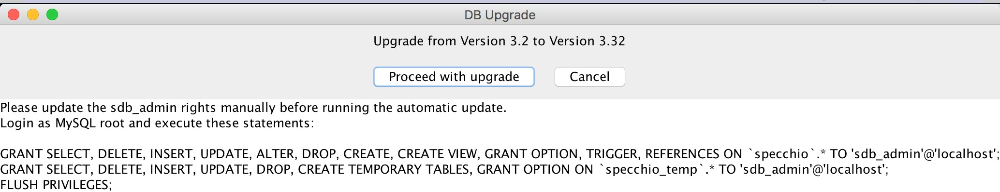 DB Upgrade
Upgrade from Version 3.2 to Version 3.32
Proceed with upgrade
Cancel
Please update the sdb_admin rights manually before running the automatic update.
Login as MySQL root and execute these statements:
GRANT SELECT, DELETE, INSERT, UPDATE, ALTER, DROP, CREATE, CREATE VIEW, GRANT OPTION, TRIGGER, REFERENCES ON `specchio`.* TO 'sdb_admin'@'localhost';
GRANT SELECT, DELETE, INSERT, UPDATE, DROP, CREATE TEMPORARY TABLES, GRANT OPTION ON `specchio_temp`.* TO 'sdb_admin'@'localhost';
FLUSH PRIVILEGES;